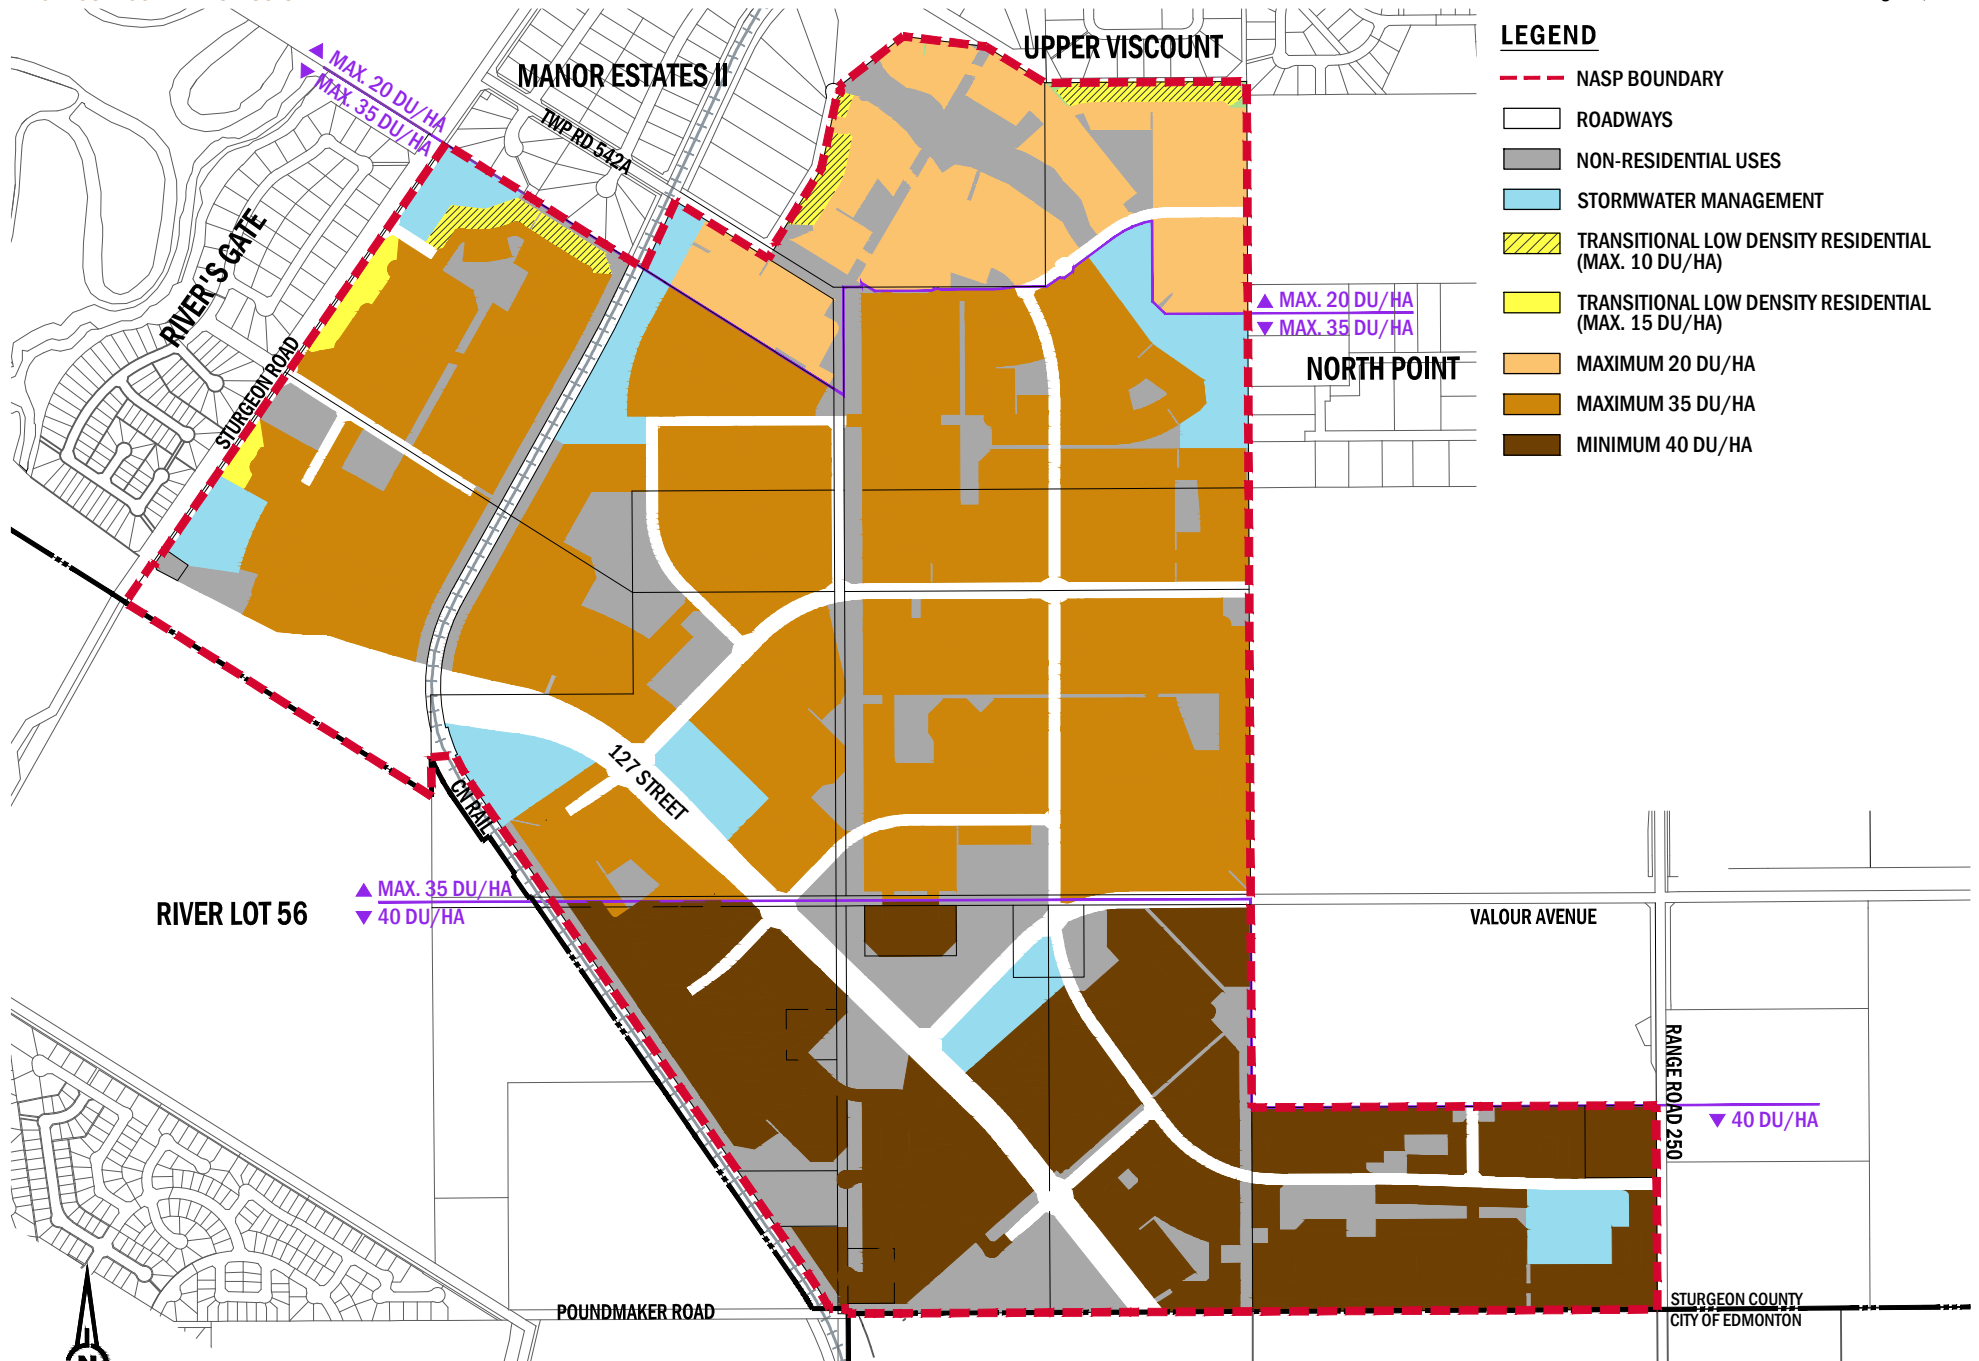 UPPER VISCOUNT
MANOR ESTATES II
▲ MAX. 20 DU/HA
▼ MAX. 35 DU/HA
TWP RD 542A
RIVER'S GATE
STURGEON ROAD
▲ MAX. 20 DU/HA
▼ MAX. 35 DU/HA
NORTH POINT
LEGEND
NASP BOUNDARY
ROADWAYS
NON-RESIDENTIAL USES
STORMWATER MANAGEMENT
TRANSITIONAL LOW DENSITY RESIDENTIAL
(MAX. 10 DU/HA)
TRANSITIONAL LOW DENSITY RESIDENTIAL
(MAX. 15 DU/HA)
MAXIMUM 20 DU/HA
MAXIMUM 35 DU/HA
MINIMUM 40 DU/HA
127 STREET
CN RAIL
▲ MAX. 35 DU/HA
▼ 40 DU/HA
RIVER LOT 56
VALOUR AVENUE
RANGE ROAD 250
▼ 40 DU/HA
POUNDMAKER ROAD
STURGEON COUNTY
CITY OF EDMONTON
N